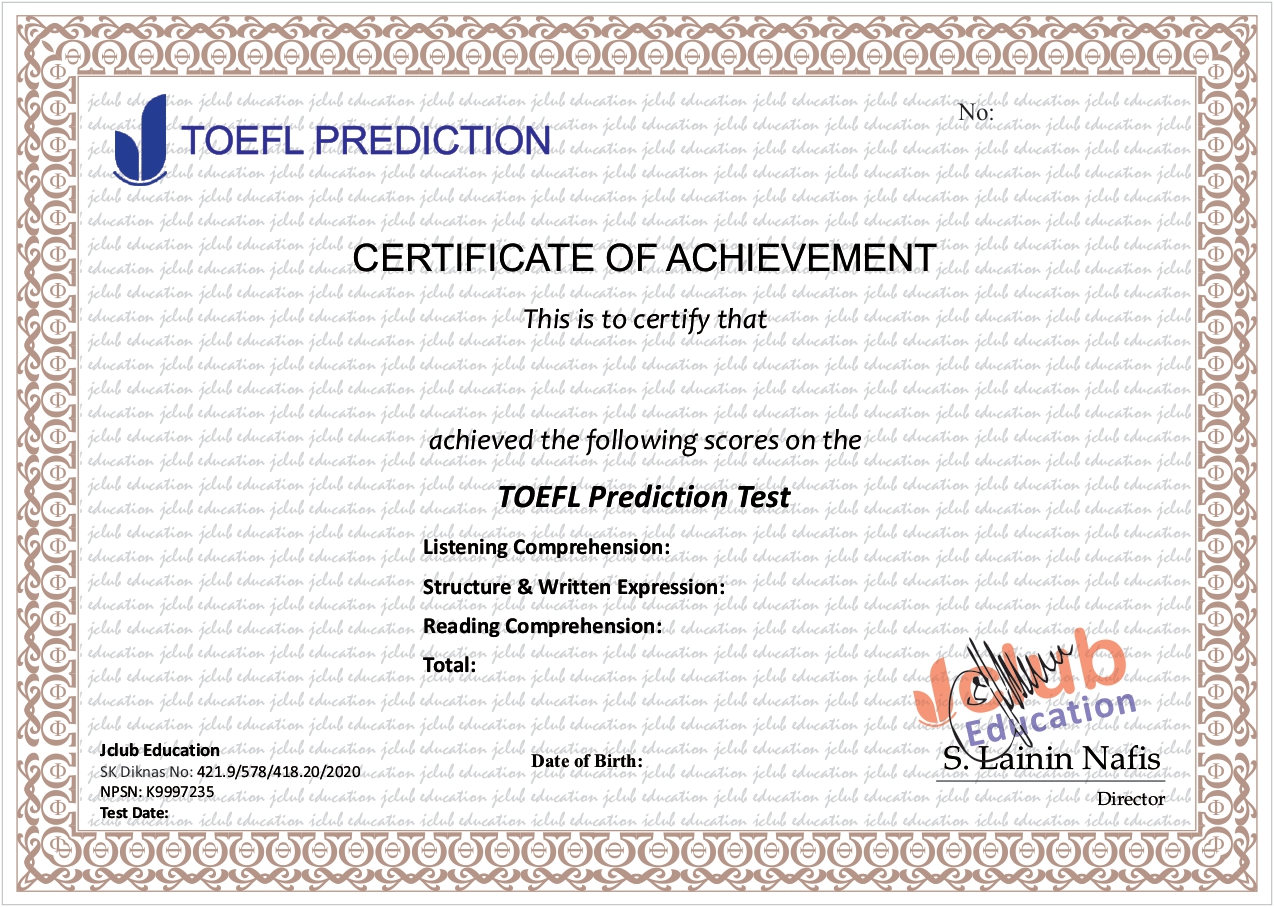 No:
TOEFL PREDICTION
CERTIFICATE OF ACHIEVEMENT
This is to certify that
achieved the following scores on the
TOEFL Prediction Test
Listening Comprehension:
Structure & Written Expression:
Reading Comprehension:
Total:
Jclub
Education
Jclub Education
SK Diknas No: 421.9/578/418.20/2020
NPSN: K9997235
Test Date:
Date of Birth:
S. Lainin Nafis
Director
jclub education